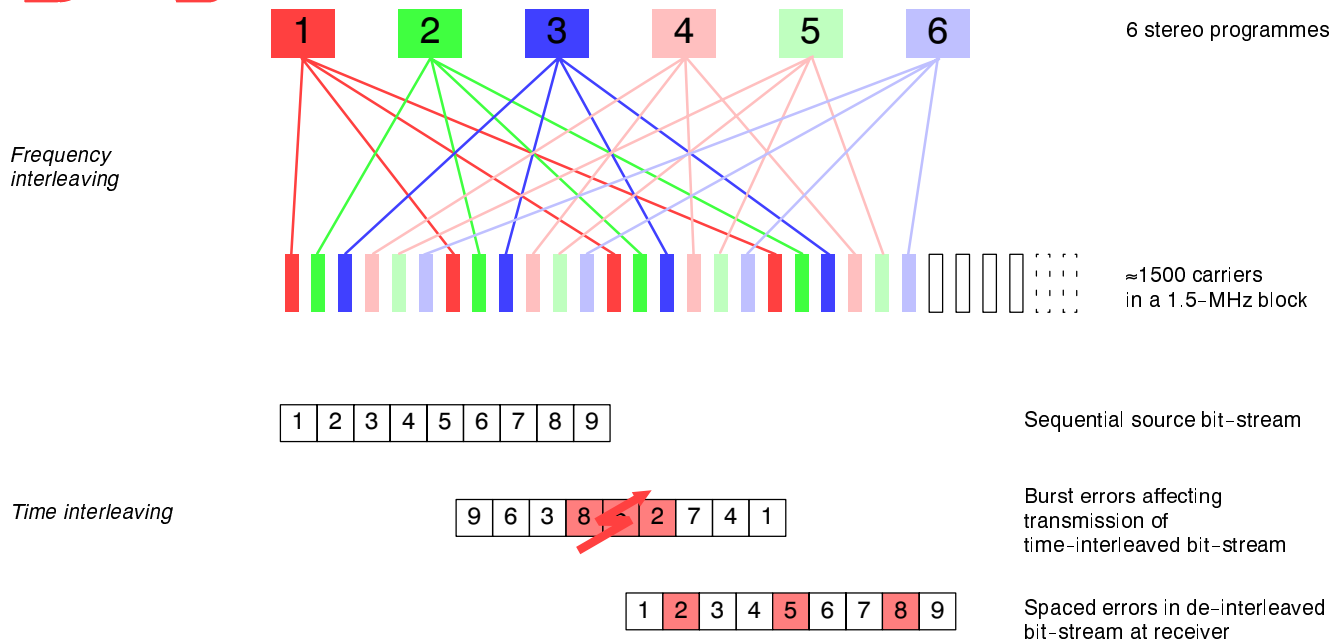 1 2 3 4 5 6
6 stereo programmes
Frequency
interleaving
≈1500 carriers
in a 1.5-MHz block
1 2 3 4 5 6 7 8 9
Sequential source bit-stream
Time interleaving
9 6 3 8 2 7 4 1
Burst errors affecting
transmission of
time-interleaved bit-stream
1 2 3 4 5 6 7 8 9
Spaced errors in de-interleaved
bit-stream at receiver